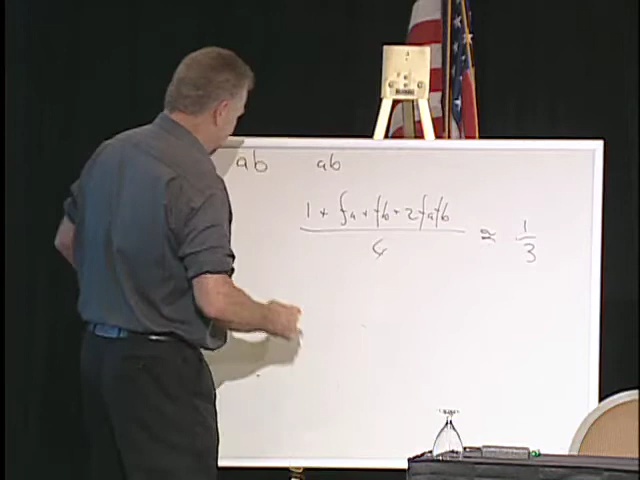 ab ab
1 + fa + fb + 2fafb
4
≈ 1
3